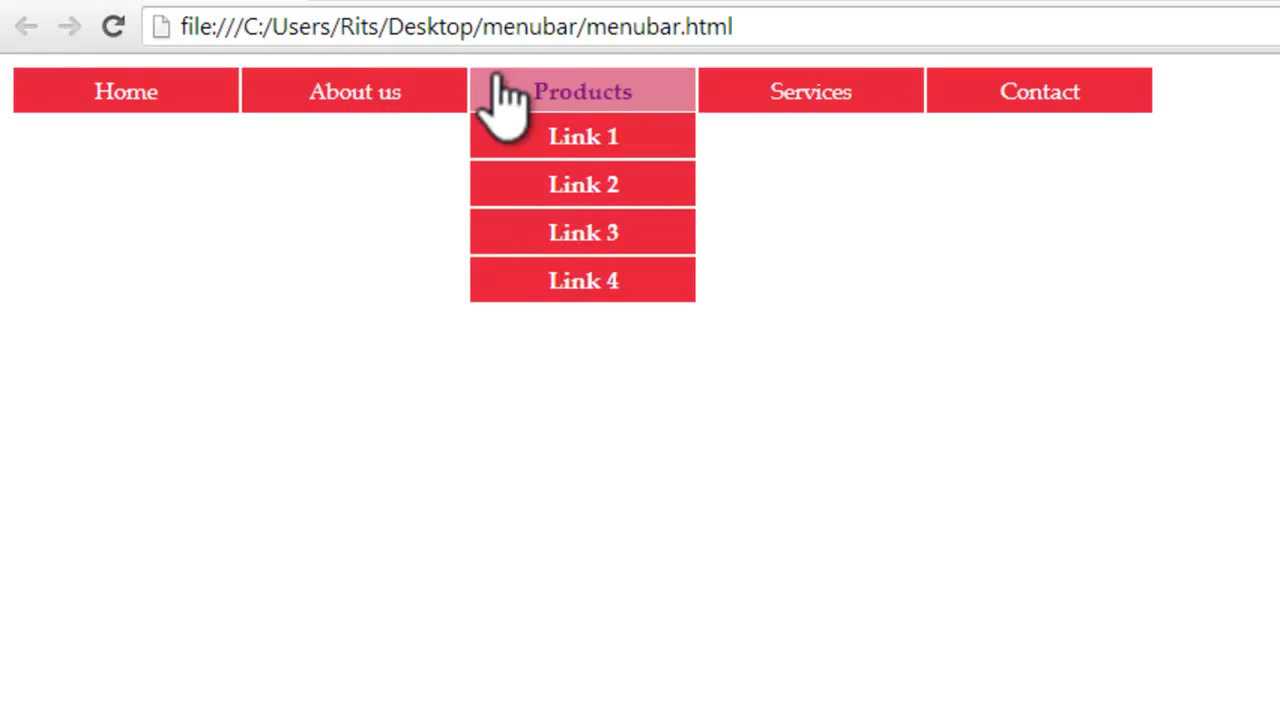 file:///C:/Users/Rits/Desktop/menubar/menubar.html
Home About us Products Services Contact
Link 1
Link 2
Link 3
Link 4